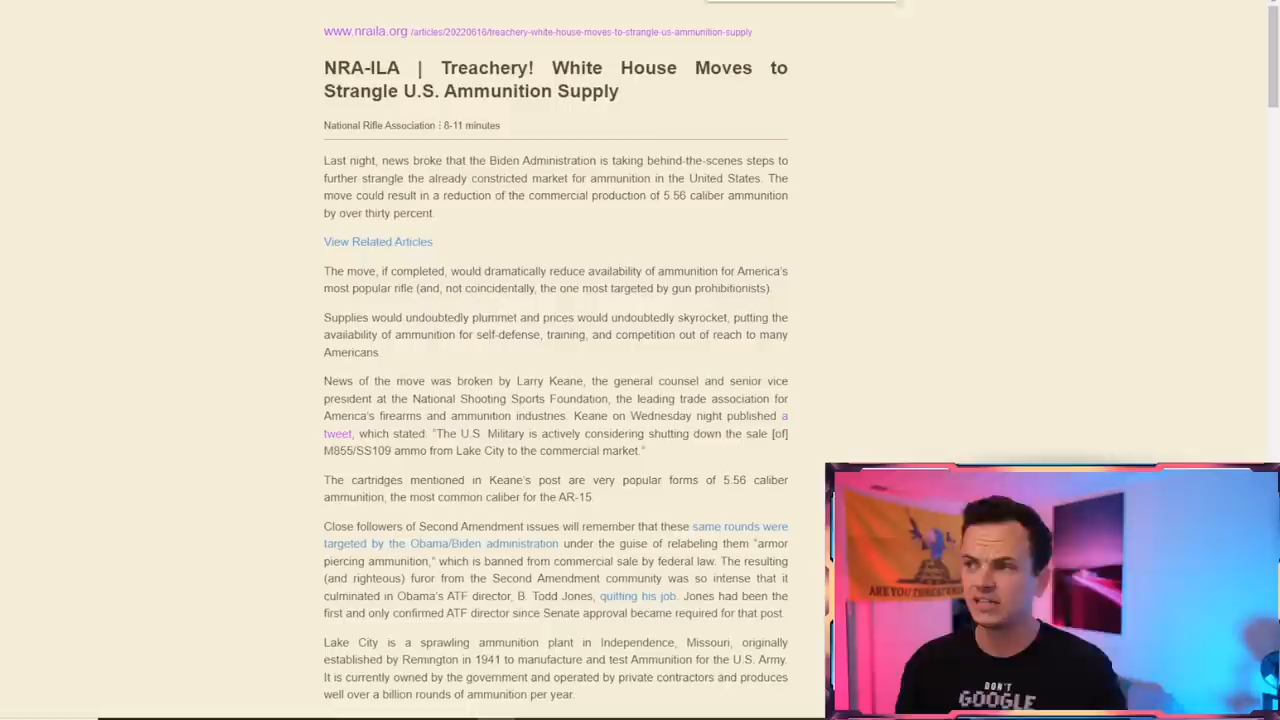 www.nraila.org /articles/20220616/treachery-white-house-moves-to-strangle-us-ammunition-supply
NRA-ILA | Treachery! White House Moves to
Strangle U.S. Ammunition Supply
National Rifle Association ⋮ 8-11 minutes
Last night, news broke that the Biden Administration is taking behind-the-scenes steps to
further strangle the already constricted market for ammunition in the United States. The
move could result in a reduction of the commercial production of 5.56 caliber ammunition
by over thirty percent.
View Related Articles
The move, if completed, would dramatically reduce availability of ammunition for America's
most popular rifle (and, not coincidentally, the one most targeted by gun prohibitionists).
Supplies would undoubtedly plummet and prices would undoubtedly skyrocket, putting the
availability of ammunition for self-defense, training, and competition out of reach to many
Americans.
News of the move was broken by Larry Keane, the general counsel and senior vice
president at the National Shooting Sports Foundation, the leading trade association for
America's firearms and ammunition industries. Keane on Wednesday night published a
tweet, which stated: "The U.S. Military is actively considering shutting down the sale [of]
M855/SS109 ammo from Lake City to the commercial market."
The cartridges mentioned in Keane's post are very popular forms of 5.56 caliber
ammunition, the most common caliber for the AR-15.
Close followers of Second Amendment issues will remember that these same rounds were
targeted by the Obama/Biden administration under the guise of relabeling them "armor
piercing ammunition," which is banned from commercial sale by federal law. The resulting
(and righteous) furor from the Second Amendment community was so intense that it
culminated in Obama's ATF director, B. Todd Jones, quitting his job. Jones had been the
first and only confirmed ATF director since Senate approval became required for that post.
Lake City is a sprawling ammunition plant in Independence, Missouri, originally
established by Remington in 1941 to manufacture and test Ammunition for the U.S. Army.
It is currently owned by the government and operated by private contractors and produces
well over a billion rounds of ammunition per year.
ARE YOU
DON'T
GOOGLE